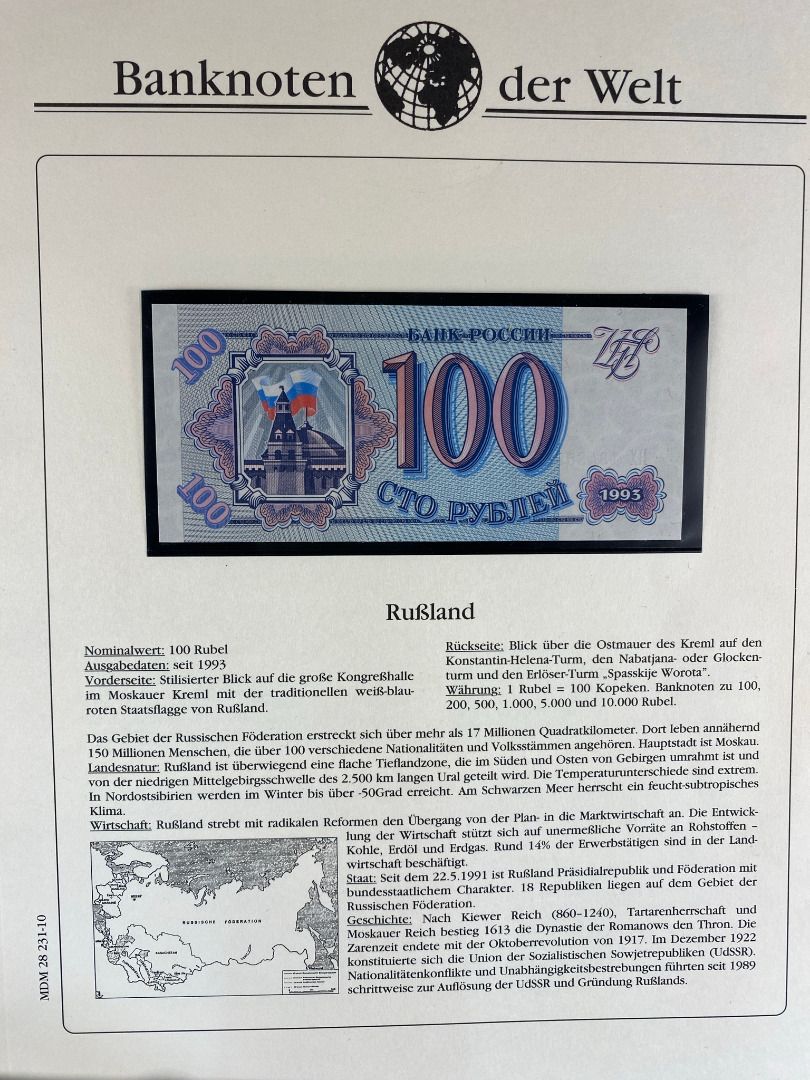 Banknoten der Welt
БАНК РОССИИ
100
100
СТО РУБЛЕЙ
100
1993
Rußland
Nominalwert: 100 Rubel
Ausgabedaten: seit 1993
Vorderseite: Stilisierter Blick auf die große Kongreßhalle
im Moskauer Kreml mit der traditionellen weiß-blau-
roten Staatsflagge von Rußland.
Rückseite: Blick über die Ostmauer des Kreml auf den
Konstantin-Helena-Turm, den Nabatjana- oder Glocken-
turm und den Erlöser-Turm „Spasskije Worota”.
Währung: 1 Rubel = 100 Kopeken. Banknoten zu 100,
200, 500, 1.000, 5.000 und 10.000 Rubel.
Das Gebiet der Russischen Föderation erstreckt sich über mehr als 17 Millionen Quadratkilometer. Dort leben annähernd
150 Millionen Menschen, die über 100 verschiedene Nationalitäten und Volksstämmen angehören. Hauptstadt ist Moskau.
Landesnatur: Rußland ist überwiegend eine flache Tieflandzone, die im Süden und Osten von Gebirgen umrahmt ist und
von der niedrigen Mittelgebirgsschwelle des 2.500 km langen Ural geteilt wird. Die Temperaturunterschiede sind extrem.
In Nordostsibirien werden im Winter bis über -50Grad erreicht. Am Schwarzen Meer herrscht ein feucht-subtropisches
Klima.
Wirtschaft: Rußland strebt mit radikalen Reformen den Übergang von der Plan- in die Marktwirtschaft an. Die Entwick-
lung der Wirtschaft stützt sich auf unermeßliche Vorräte an Rohstoffen –
Kohle, Erdöl und Erdgas. Rund 14% der Erwerbstätigen sind in der Land-
wirtschaft beschäftigt.
Staat: Seit dem 22.5.1991 ist Rußland Präsidialrepublik und Föderation mit
bundesstaatlichem Charakter. 18 Republiken liegen auf dem Gebiet der
Russischen Föderation.
Geschichte: Nach Kiewer Reich (860–1240), Tartarenherrschaft und
Moskauer Reich bestieg 1613 die Dynastie der Romanows den Thron. Die
Zarenzeit endete mit der Oktoberrevolution von 1917. Im Dezember 1922
konstituierte sich die Union der Sozialistischen Sowjetrepubliken (UdSSR).
Nationalitätenkonflikte und Unabhängigkeitsbestrebungen führten seit 1989
schrittweise zur Auflösung der UdSSR und Gründung Rußlands.
RUSSISCHE FÖDERATION
KASACHSTAN
MDM 28 231-10